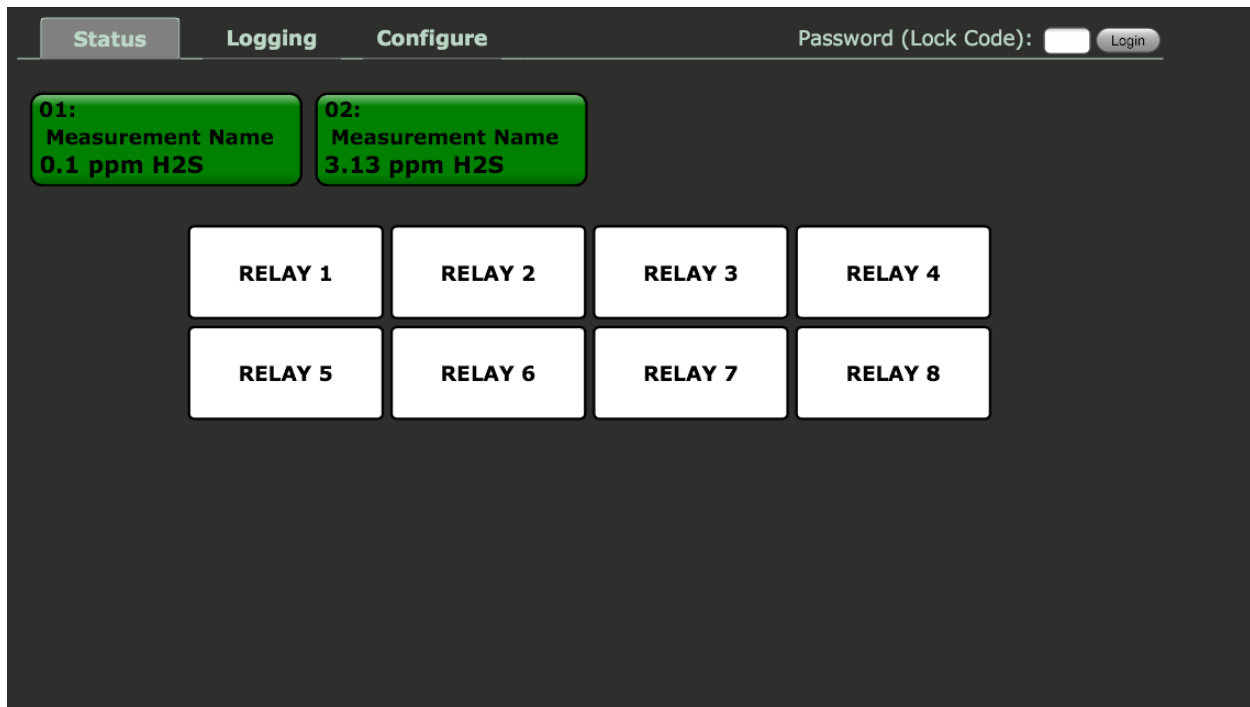 Status Logging Configure Password (Lock Code): Login
01:
Measurement Name
0.1 ppm H2S
02:
Measurement Name
3.13 ppm H2S
RELAY 1 RELAY 2 RELAY 3 RELAY 4
RELAY 5 RELAY 6 RELAY 7 RELAY 8